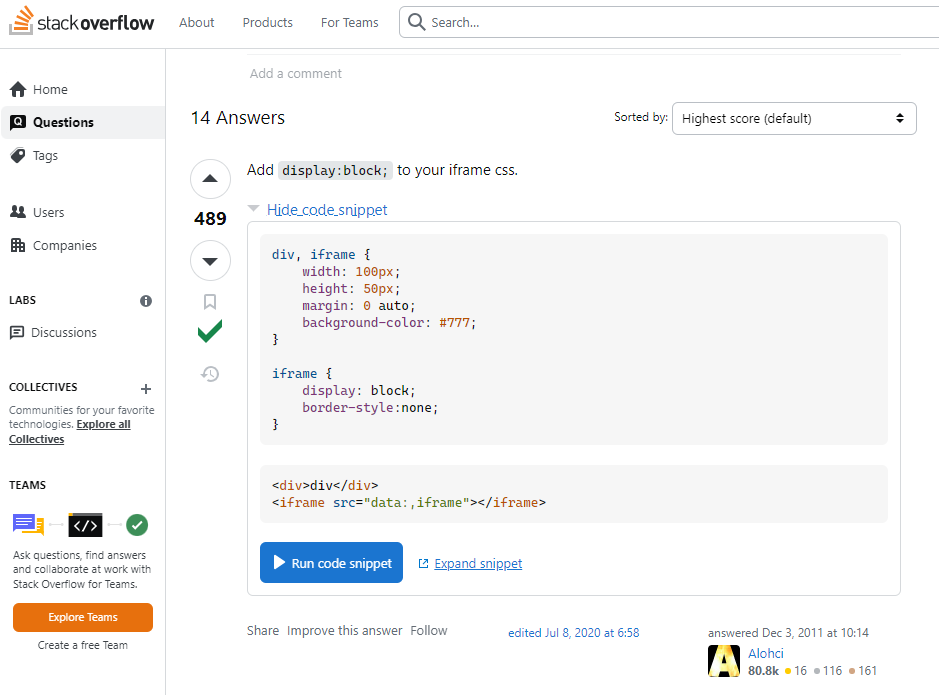 stack overflow About Products For Teams Search...
Add a comment
Home
Questions
Tags
Users
Companies
LABS
Discussions
COLLECTIVES
Communities for your favorite
technologies. Explore all
Collectives
TEAMS
</>
Ask questions, find answers
and collaborate at work with
Stack Overflow for Teams.
Explore Teams
Create a free Team
14 Answers
Sorted by: Highest score (default)
489
Add display:block; to your iframe css.
Hide code snippet
div, iframe {
    width: 100px;
    height: 50px;
    margin: 0 auto;
    background-color: #777;
}
iframe {
    display: block;
    border-style:none;
}
<div>div</div>
<iframe src="data:,iframe"></iframe>
Run code snippet Expand snippet
Share Improve this answer Follow
edited Jul 8, 2020 at 6:58
answered Dec 3, 2011 at 10:14
A
Alohci
80.8k 16 116 161